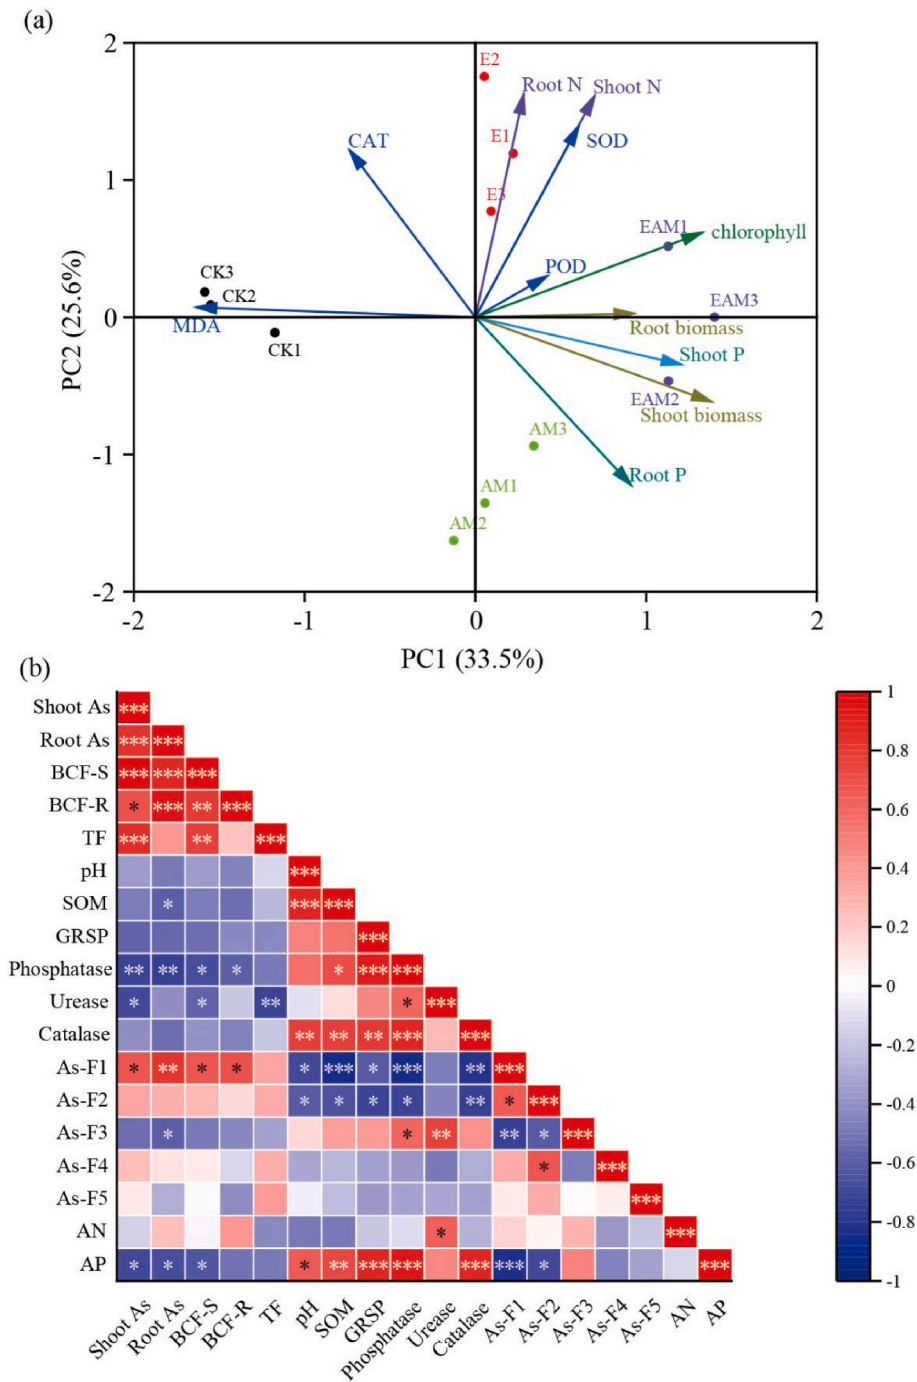 (a)
2
1
0
-1
-2
PC2 (25.6%)
E2
Root N
Shoot N
E1
SOD
CAT
E3
EAM1
chlorophyll
POD
CK3
CK2
EAM3
MDA
Root biomass
CK1
Shoot P
EAM2
Shoot biomass
AM3
Root P
AM1
AM2
-2
-1
0
1
2
PC1 (33.5%)
(b)
Shoot As
***
Root As
*** ***
BCF-S
*** *** ***
BCF-R
* *** ** ***
TF
*** ** ***
pH
***
SOM
* *** ***
GRSP
***
Phosphatase
** ** * * * *** ***
Urease
* * ** * ***
Catalase
** ** ** *** ***
As-F1
* ** * * * *** * *** ** ***
As-F2
* * * * ** * ***
As-F3
* * ** ** * ***
As-F4
* ***
As-F5
***
AN
* ***
AP
* * * * ** *** *** *** *** * ***
Shoot As
Root As
BCF-S
BCF-R
TF
pH
SOM
GRSP
Phosphatase
Urease
Catalase
As-F1
As-F2
As-F3
As-F4
As-F5
AN
AP
1
0.8
0.6
0.4
0.2
0
-0.2
-0.4
-0.6
-0.8
-1